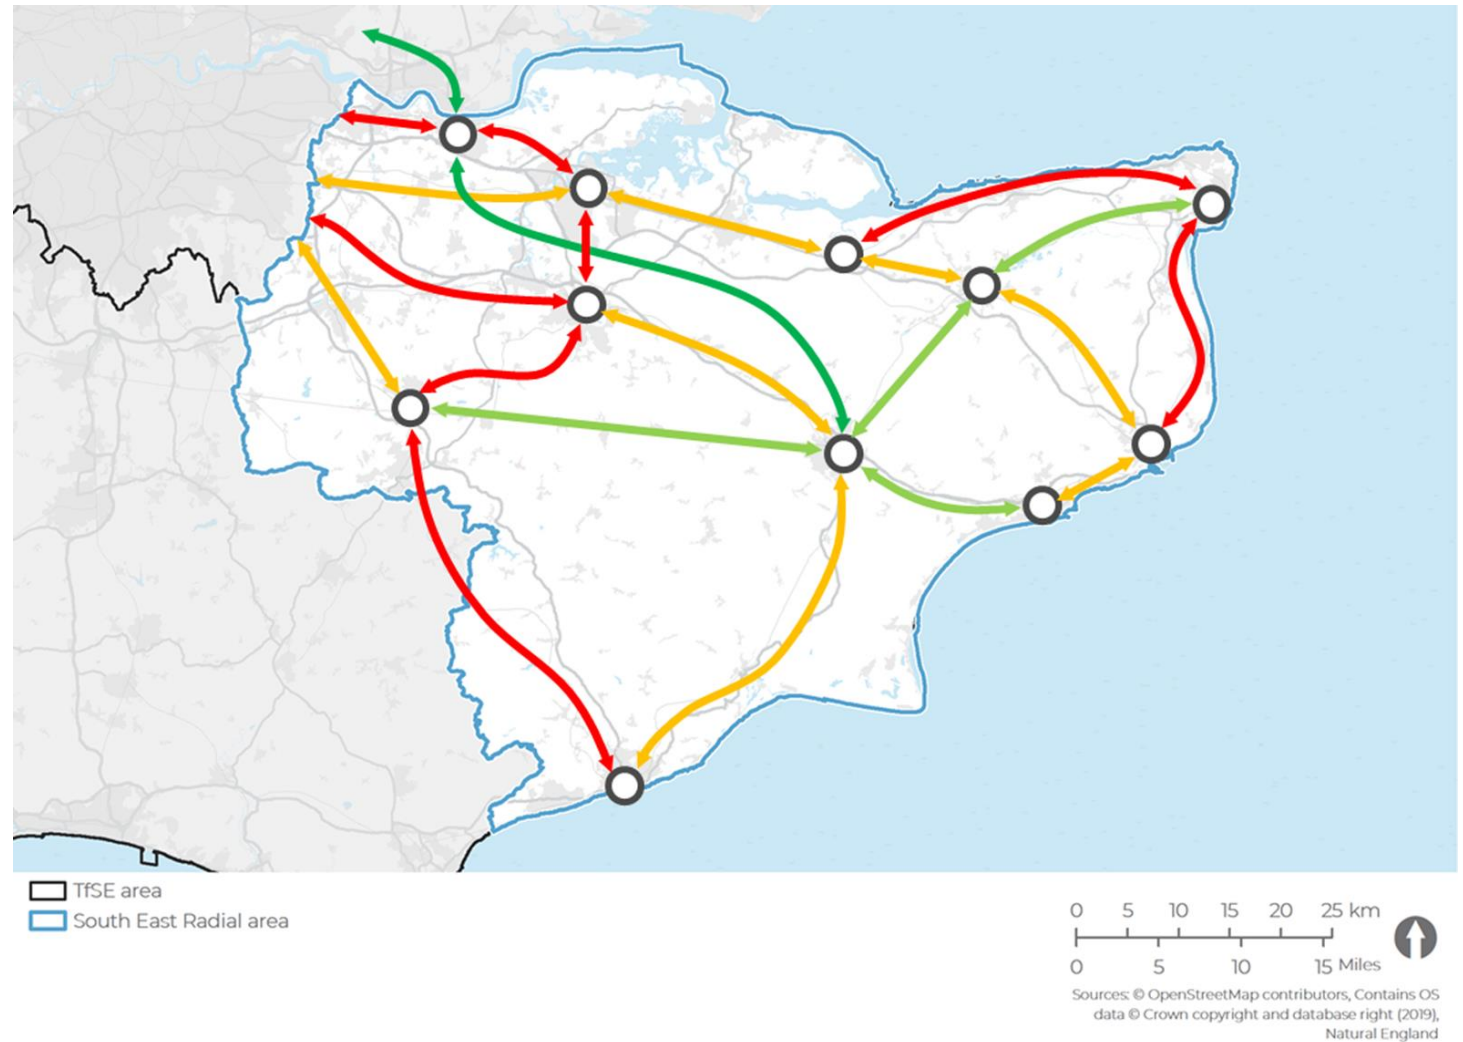 TfSE area
South East Radial area
0 5 10 15 20 25 km
0 5 10 15 Miles
Sources: © OpenStreetMap contributors, Contains OS
data © Crown copyright and database right (2019),
Natural England